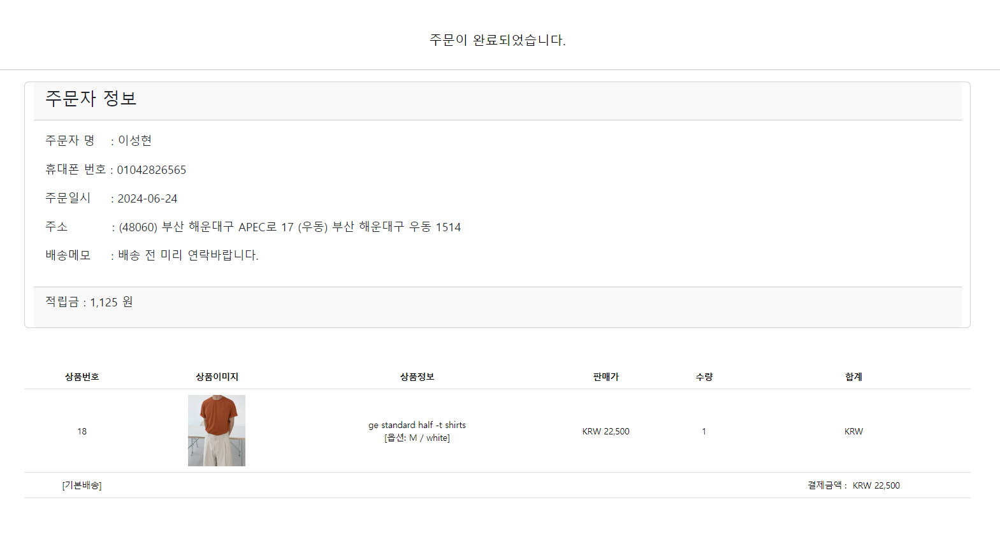 주문이 완료되었습니다.
주문자 정보
주문자 명 : 이성현
휴대폰 번호 : 01042826565
주문일시 : 2024-06-24
주소 : (48060) 부산 해운대구 APEC로 17 (우동) 부산 해운대구 우동 1514
배송메모 : 배송 전 미리 연락바랍니다.
적립금 : 1,125 원
상품번호 상품이미지 상품정보 판매가 수량 합계
ge standard half -t shirts
18 KRW 22,500 1 KRW
[옵션: M / white]
[기본배송] 결제금액 : KRW 22,500